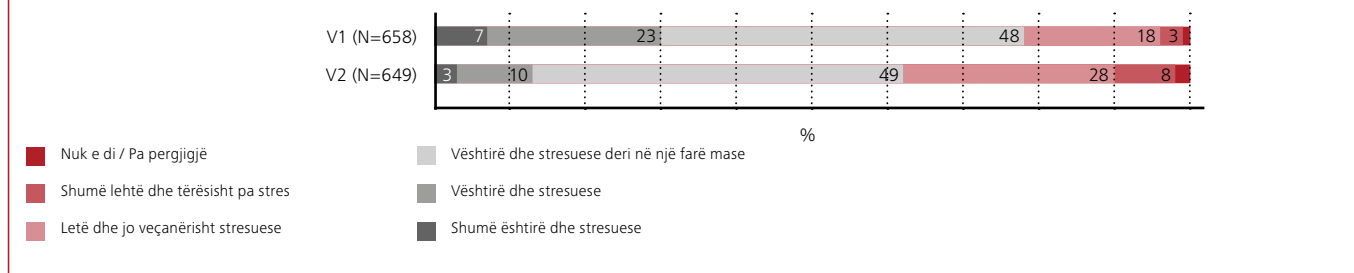 V1 (N=658) 7 23 48 18 3
V2 (N=649) 3 10 49 28 8
%
Nuk e di / Pa pergjigjë
Shumë lehtë dhe tërësisht pa stres
Letë dhe jo veçanërisht stresuese
Vështirë dhe stresuese deri në një farë mase
Vështirë dhe stresuese
Shumë ështirë dhe stresuese